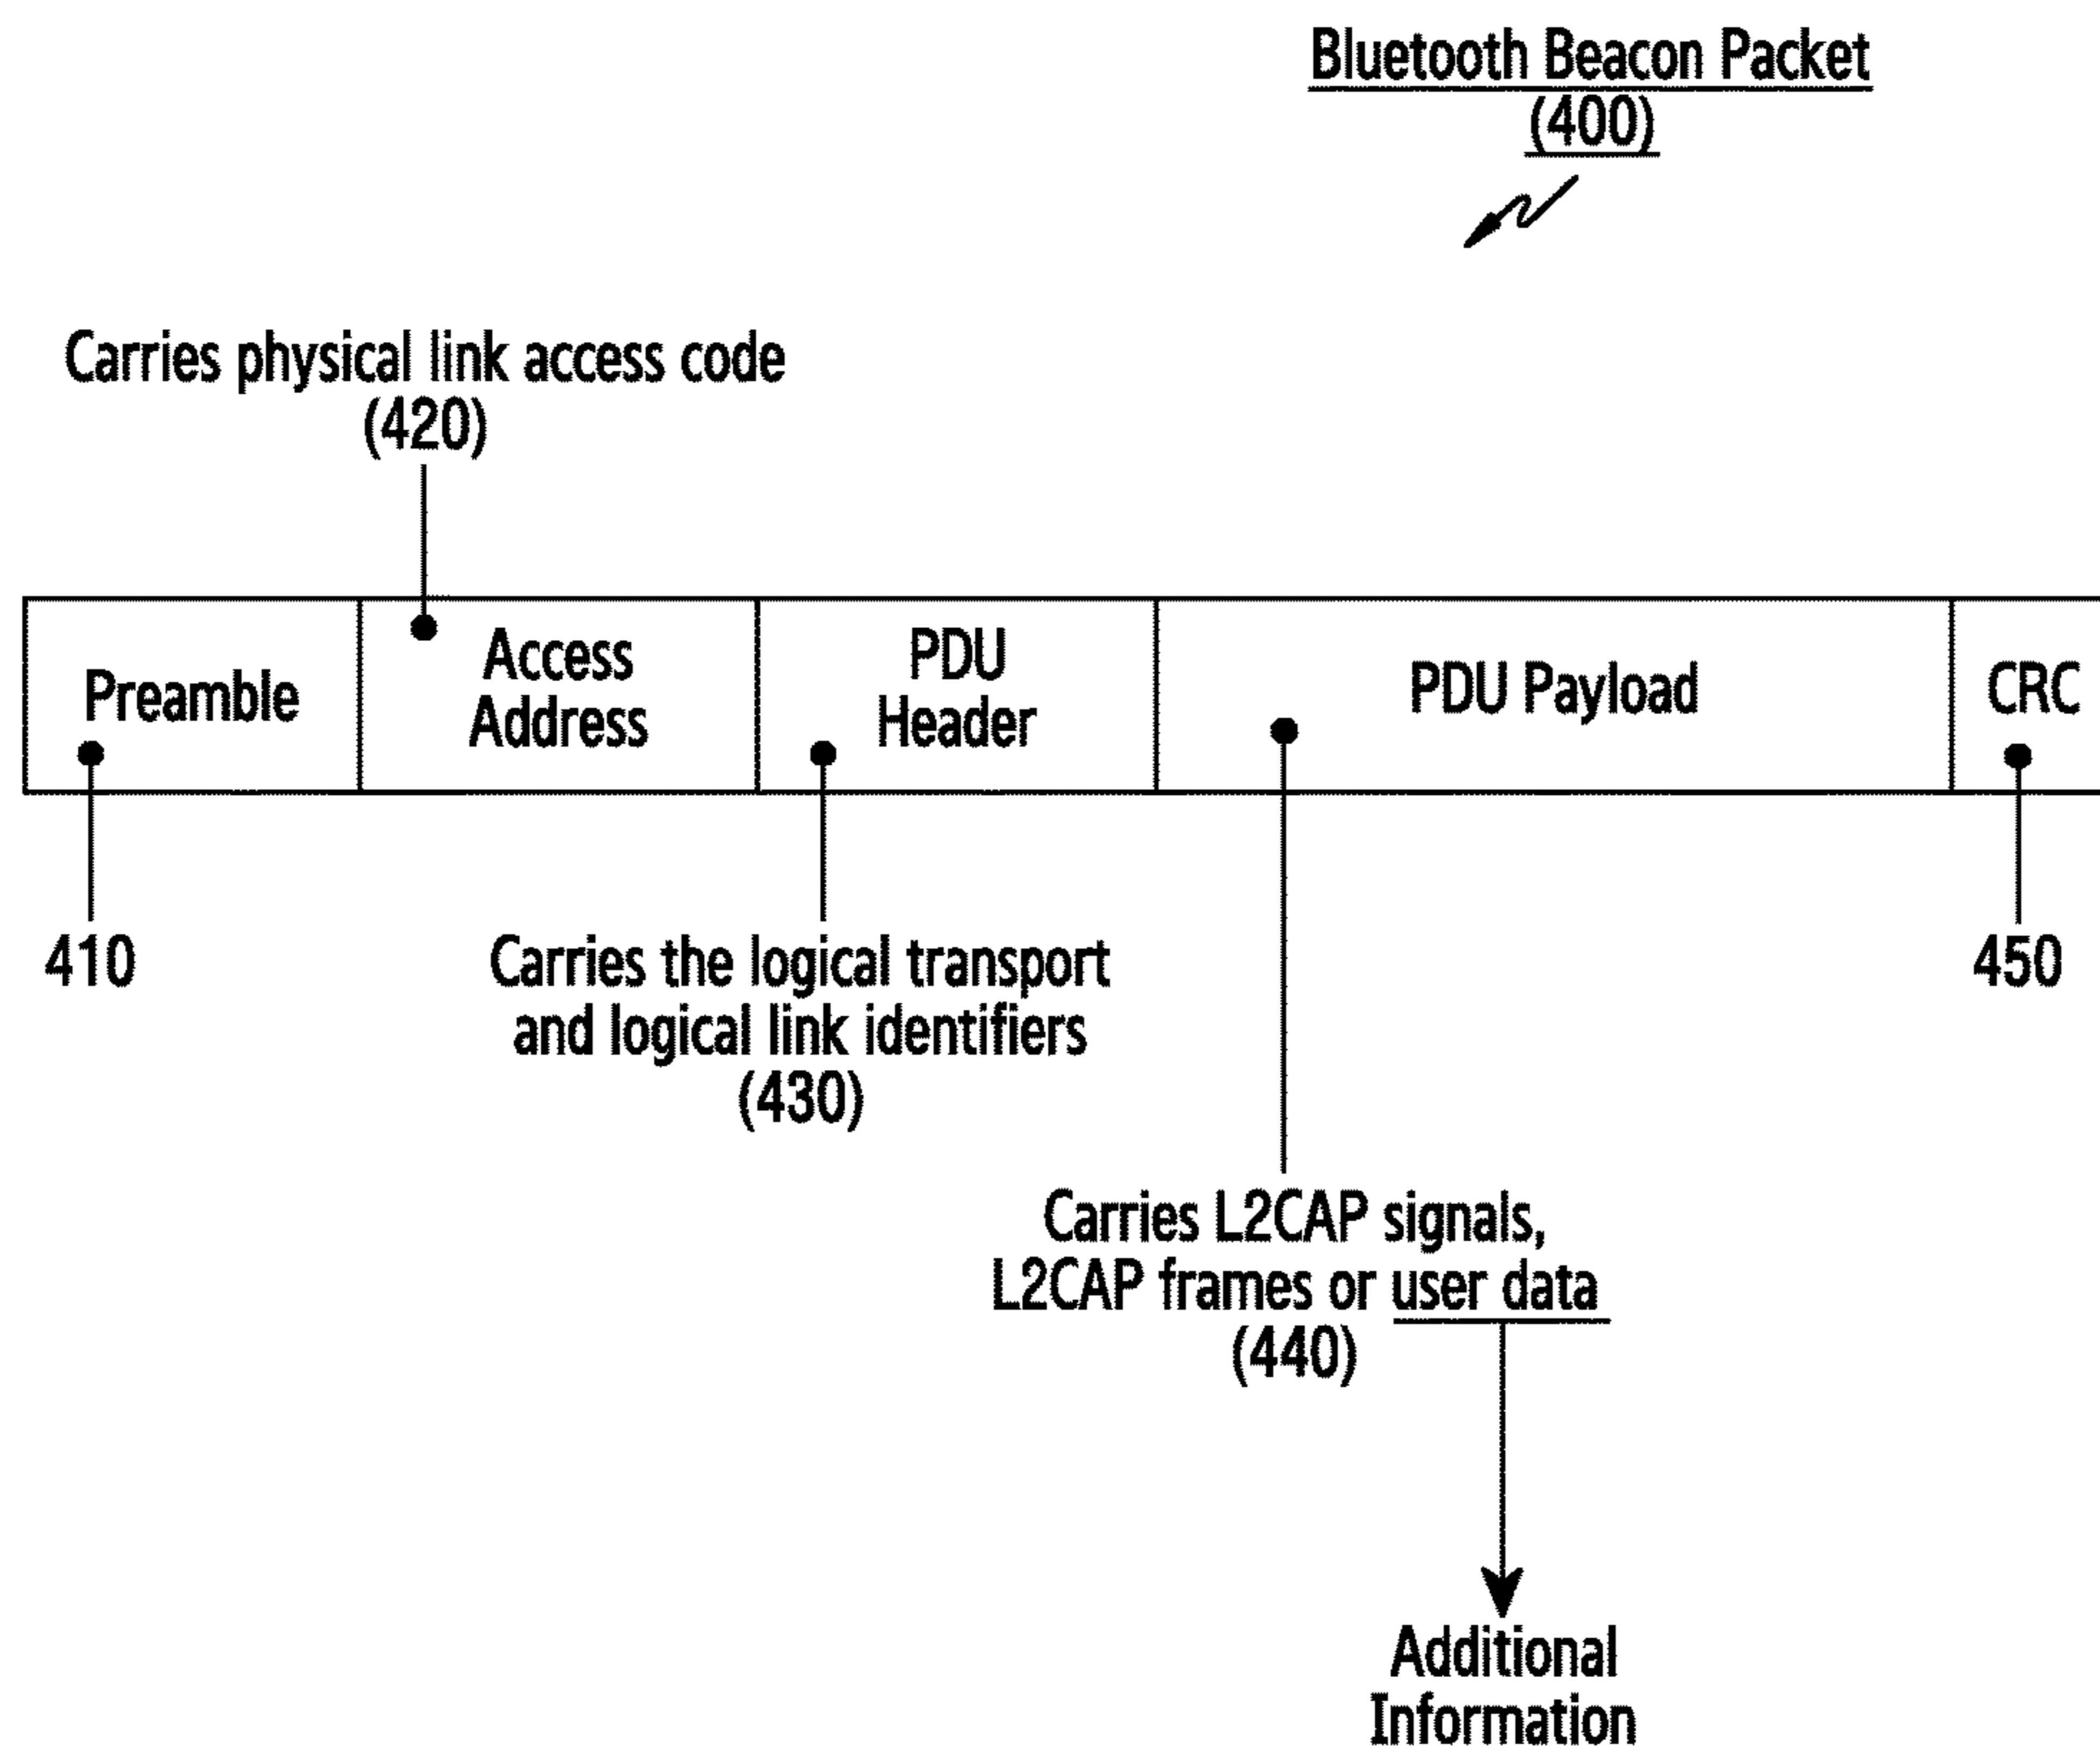 Bluetooth Beacon Packet
(400)
Carries physical link access code
(420)
Preamble
Access
Address
PDU
Header
PDU Payload
CRC
410
Carries the logical transport
and logical link identifiers
(430)
450
Carries L2CAP signals,
L2CAP frames or user data
(440)
Additional
Information